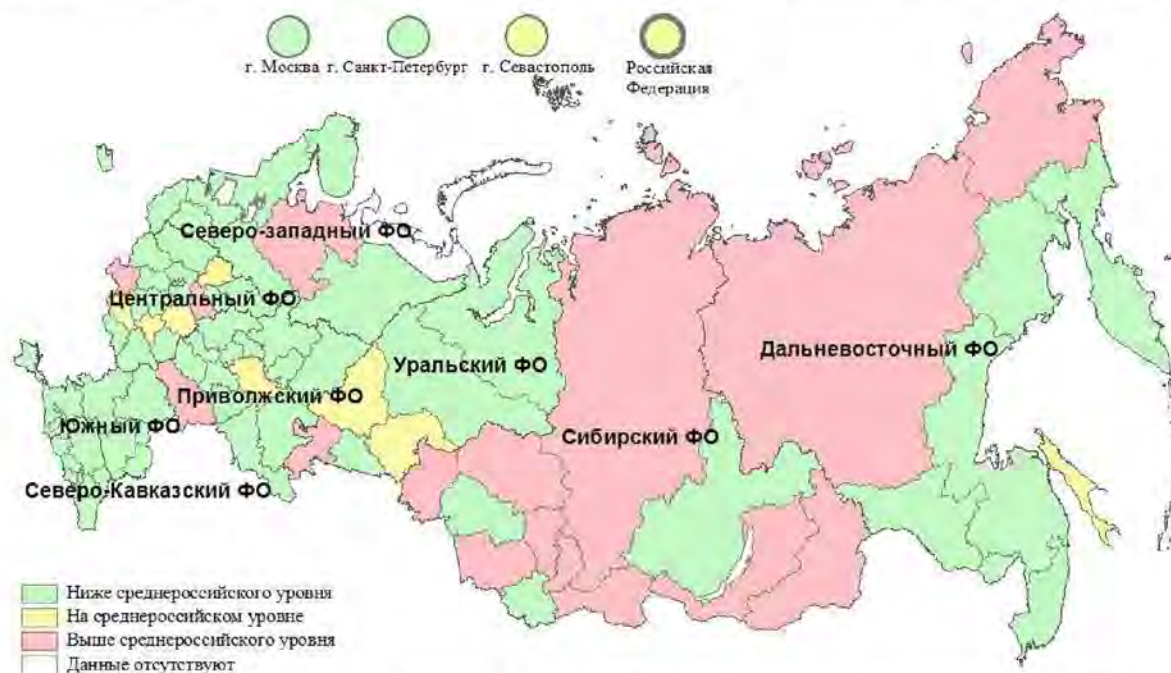 г. Москва г. Санкт-Петербург г. Севастополь Российская
Федерация
Северо-западный ФО
Центральный ФО
Уральский ФО
Дальневосточный ФО
Приволжский ФО
Южный ФО
Сибирский ФО
Северо-Кавказский ФО
Ниже среднероссийского уровня
На среднероссийском уровне
Выше среднероссийского уровня
Данные отсутствуют